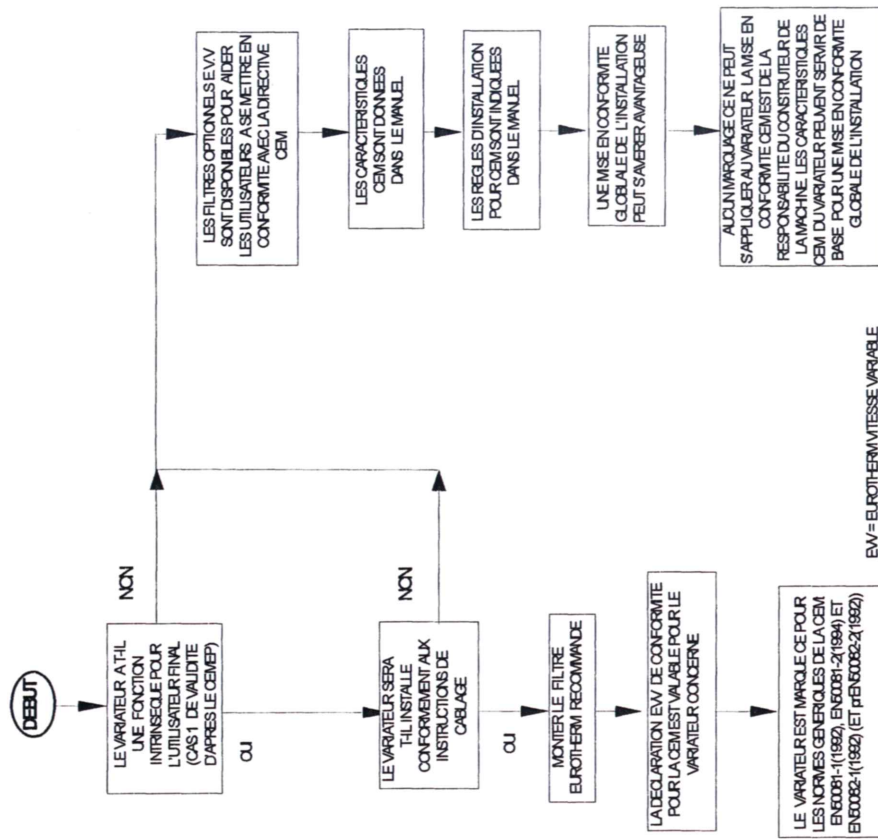 DEBUT
LE VARIATEUR A T-IL
UNE FONCTION
INTRINSEQUE POUR
L'UTILISATEUR FINAL
(CAS 1 DE VALIDITE
D'APRES LE CEMEP)
NON
OUI
LE VARIATEUR SERA
T-IL INSTALLE
CONFORMEMENT AUX
INSTRUCTIONS DE
CABLAGE
NON
OUI
MONTER LE FILTRE
EUROTHERM RECOMMANDE
LA DECLARATION EVV DE CONFORMITE
POUR LA CEM EST VALABLE POUR LE
VARIATEUR CONCERNE
LE VARIATEUR EST MARQUE CE POUR
LES NORMES GENERIQUES DE LA CEM:
EN50081-1(1992), EN50081-2(1994) ET
EN50082-1(1992) (ET prEN50082-2(1992))
LES FILTRES OPTIONNELS E.V.V
SONT DISPONIBLES POUR AIDER
LES UTILISATEURS A SE METTRE EN
CONFORMITE AVEC LA DIRECTIVE
CEM
LES CARACTERISTIQUES
CEM SONT DONNEES
DANS LE MANUEL
LES REGLES D'INSTALLATION
POUR CEM SONT INDIQUEES
DANS LE MANUEL
UNE MISE EN CONFORMITE
GLOBLALE DE L'INSTALLATION
PEUT S'AVERER AVANTAGEUSE
AUCUN MARQUAGE CE NE PEUT
S'APPLIQUER AU VARIATEUR. LA MISE EN
CONFORMITE CEM EST DE LA
RESPONSABILITE DU CONSTRUTEUR DE
LA MACHINE. LES CARACTERISTIQUES
CEM DU VARIATEUR PEUVENT SERVIR DE
BASE POUR UNE MISE EN CONFORMITE
GLOBALE DE L'INSTALLATION
EVV = EUROTHERM VITESSE VARIABLE